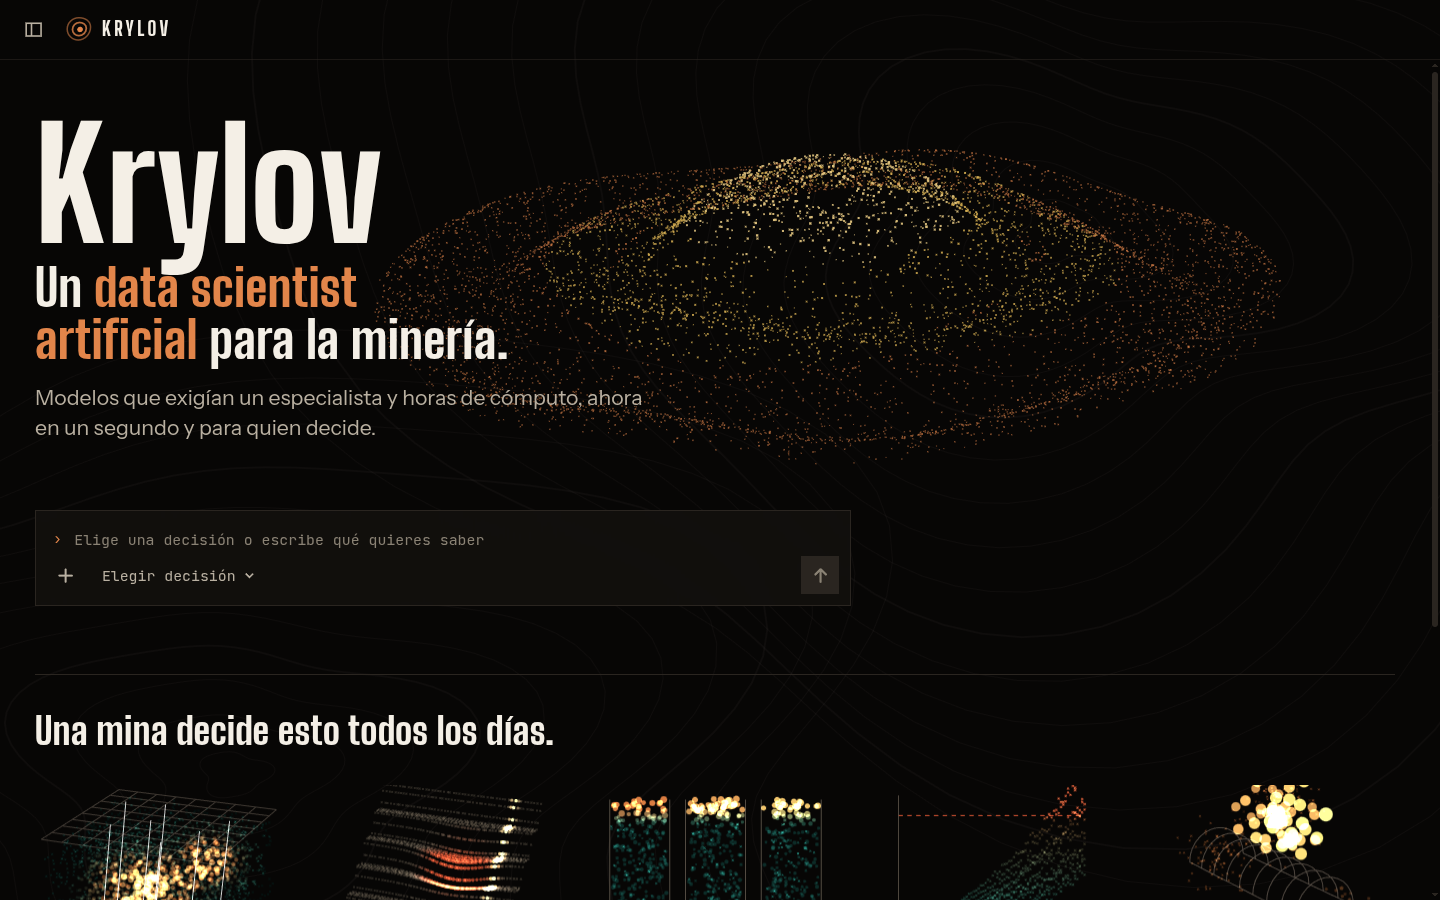 KRYLOV
Krylov
Un data scientist
artificial para la minería.
Modelos que exigían un especialista y horas de cómputo, ahora
en un segundo y para quien decide.
› Elige una decisión o escribe qué quieres saber
Elegir decisión
Una mina decide esto todos los días.